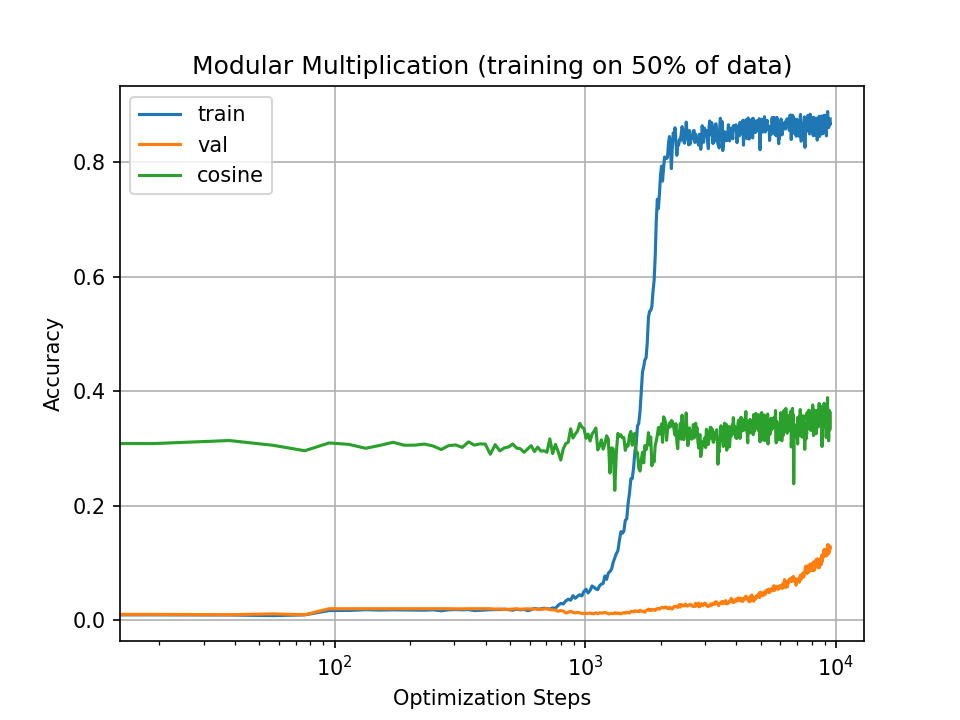 Modular Multiplication (training on 50% of data)
train
val
cosine
0.8
0.6
0.4
0.2
0.0
Accuracy
10²
10³
10⁴
Optimization Steps